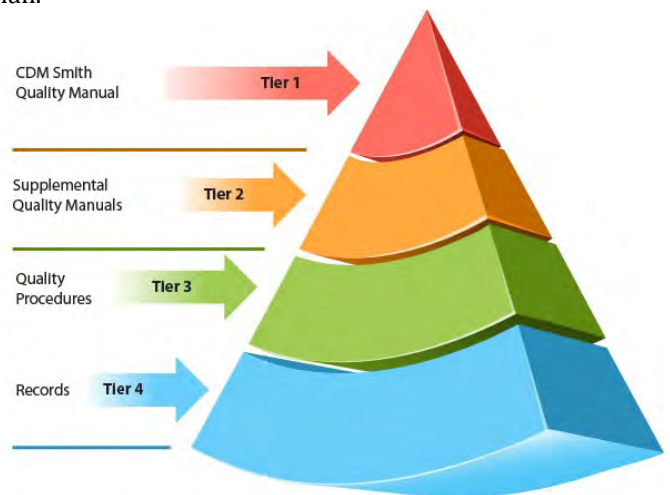 CDM Smith
Quality Manual
Tier 1
Supplemental
Quality Manuals
Tier 2
Quality
Procedures
Tier 3
Records
Tier 4